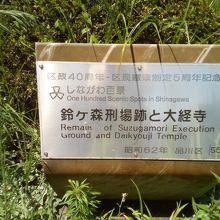 区政40周年・区民憲章制定5周年記念
しながわ百景
One Hundred Scenic Spots in Shinagawa
鈴ヶ森刑場跡と大経寺
Remain of Suzugamori Execution
Ground and Daikyouji Temple
昭和62年 品川区 55